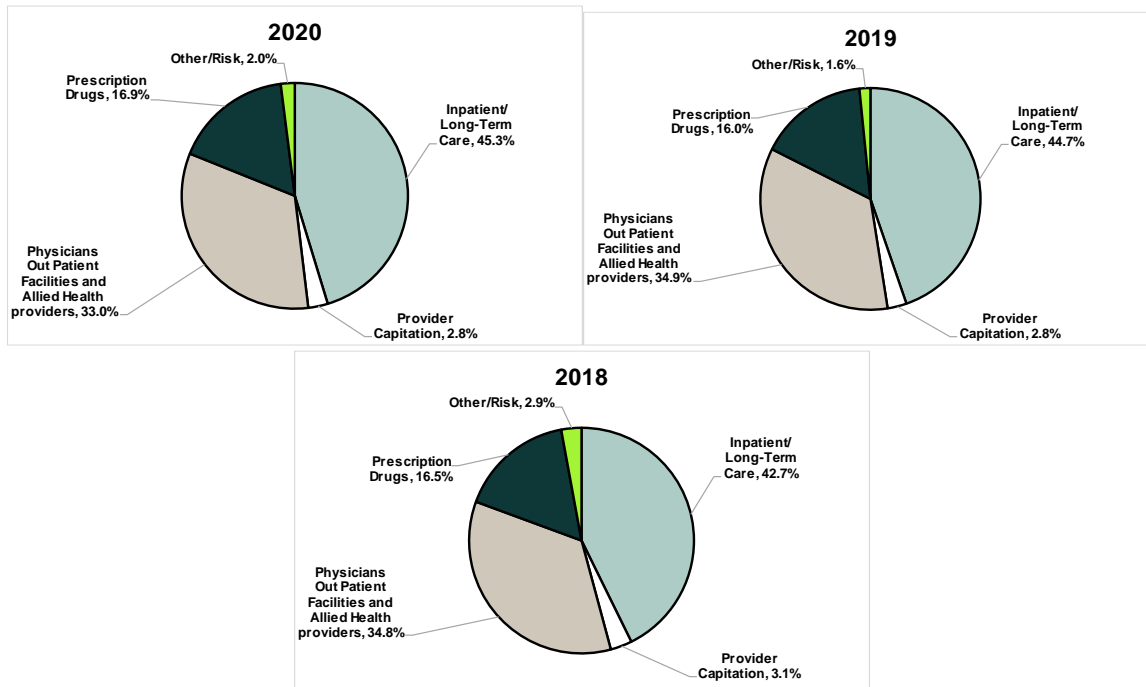 2020
Other/Risk, 2.0%
Prescription
Drugs, 16.9%
Inpatient/
Long-Term
Care, 45.3%
Physicians
Out Patient
Facilities and
Allied Health
providers, 33.0%
Provider
Capitation, 2.8%
2019
Other/Risk, 1.6%
Prescription
Drugs, 16.0%
Inpatient/
Long-Term
Care, 44.7%
Physicians
Out Patient
Facilities and
Allied Health
providers, 34.9%
Provider
Capitation, 2.8%
2018
Other/Risk, 2.9%
Prescription
Drugs, 16.5%
Inpatient/
Long-Term
Care, 42.7%
Physicians
Out Patient
Facilities and
Allied Health
providers, 34.8%
Provider
Capitation, 3.1%